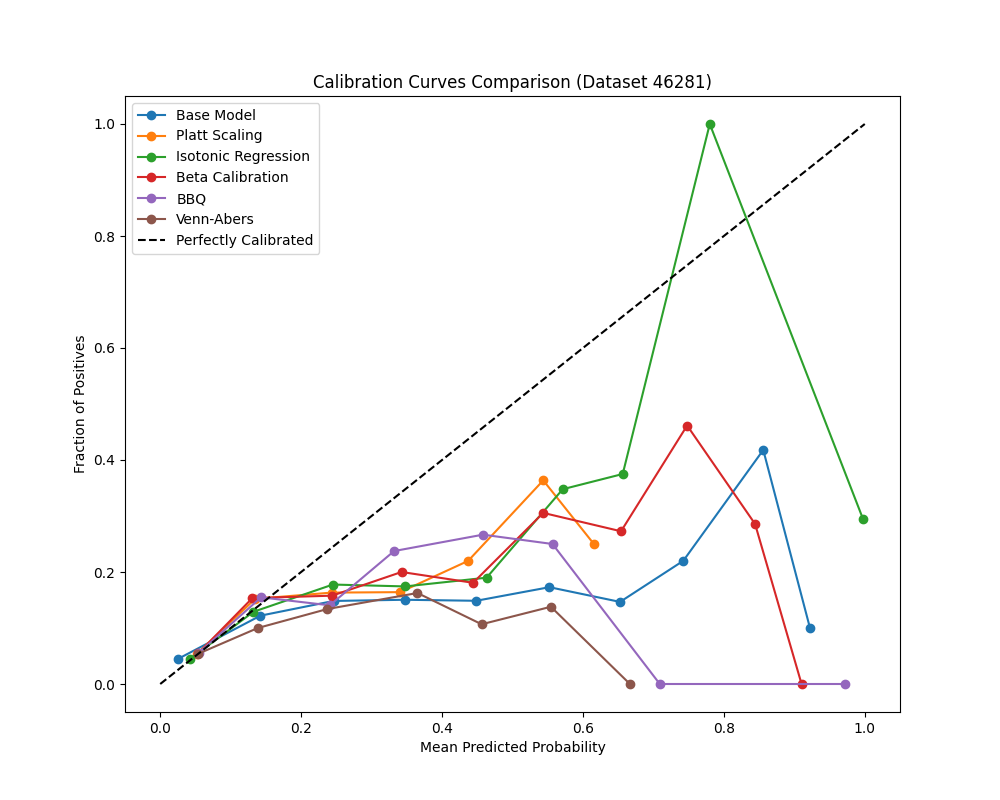 Calibration Curves Comparison (Dataset 46281)
Base Model
Platt Scaling
Isotonic Regression
Beta Calibration
BBQ
Venn-Abers
Perfectly Calibrated
Fraction of Positives
1.0
0.8
0.6
0.4
0.2
0.0
0.0 0.2 0.4 0.6 0.8 1.0
Mean Predicted Probability